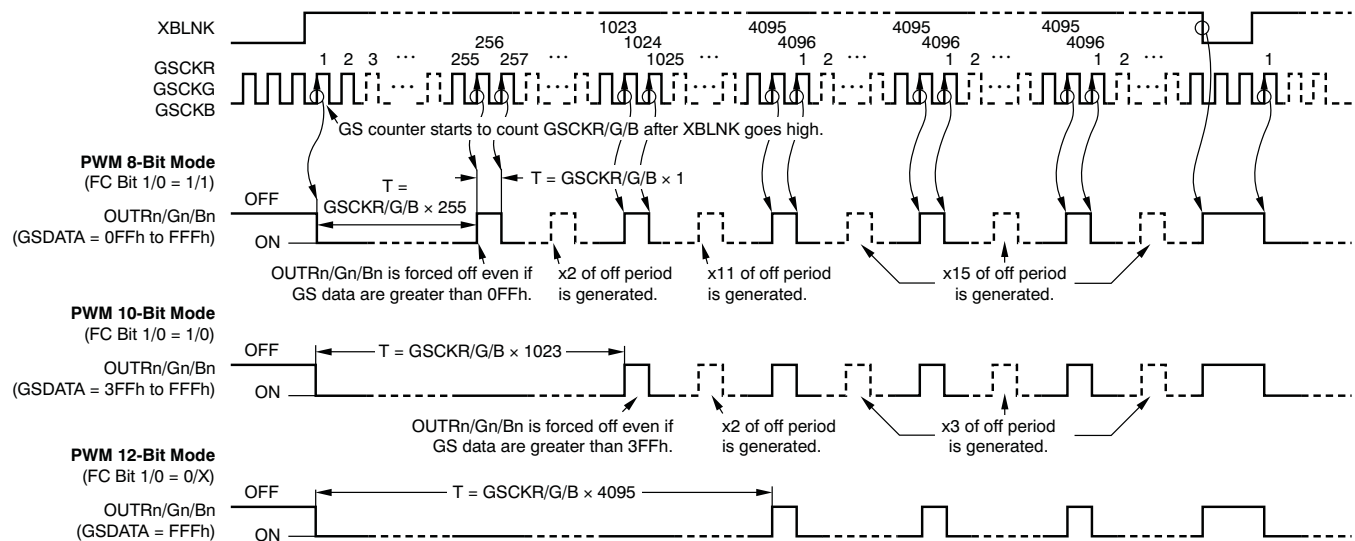 XBLNK
1023 4095 4095 4095
256 1024 4096 4096 4096
1 2 3 ··· 255 257 ··· 1025 ··· 1 2 ··· 1 2 ··· 1 2 ··· 1
GSCKR
GSCKG
GSCKB
··· ··· ··· ··· ··· ···
GS counter starts to count GSCKR/G/B after XBLNK goes high.
PWM 8-Bit Mode
(FC Bit 1/0 = 1/1)
OFF
T =
GSCKR/G/B × 255
T = GSCKR/G/B × 1
OUTRn/Gn/Bn
(GSDATA = 0FFh to FFFh)
ON
OUTRn/Gn/Bn is forced off even if
GS data are greater than 0FFh.
x2 of off period
is generated.
x11 of off period
is generated.
x15 of off period
is generated.
PWM 10-Bit Mode
(FC Bit 1/0 = 1/0)
OFF
T = GSCKR/G/B × 1023
OUTRn/Gn/Bn
(GSDATA = 3FFh to FFFh)
ON
OUTRn/Gn/Bn is forced off even if
GS data are greater than 3FFh.
x2 of off period
is generated.
x3 of off period
is generated.
PWM 12-Bit Mode
(FC Bit 1/0 = 0/X)
OFF
T = GSCKR/G/B × 4095
OUTRn/Gn/Bn
(GSDATA = FFFh)
ON